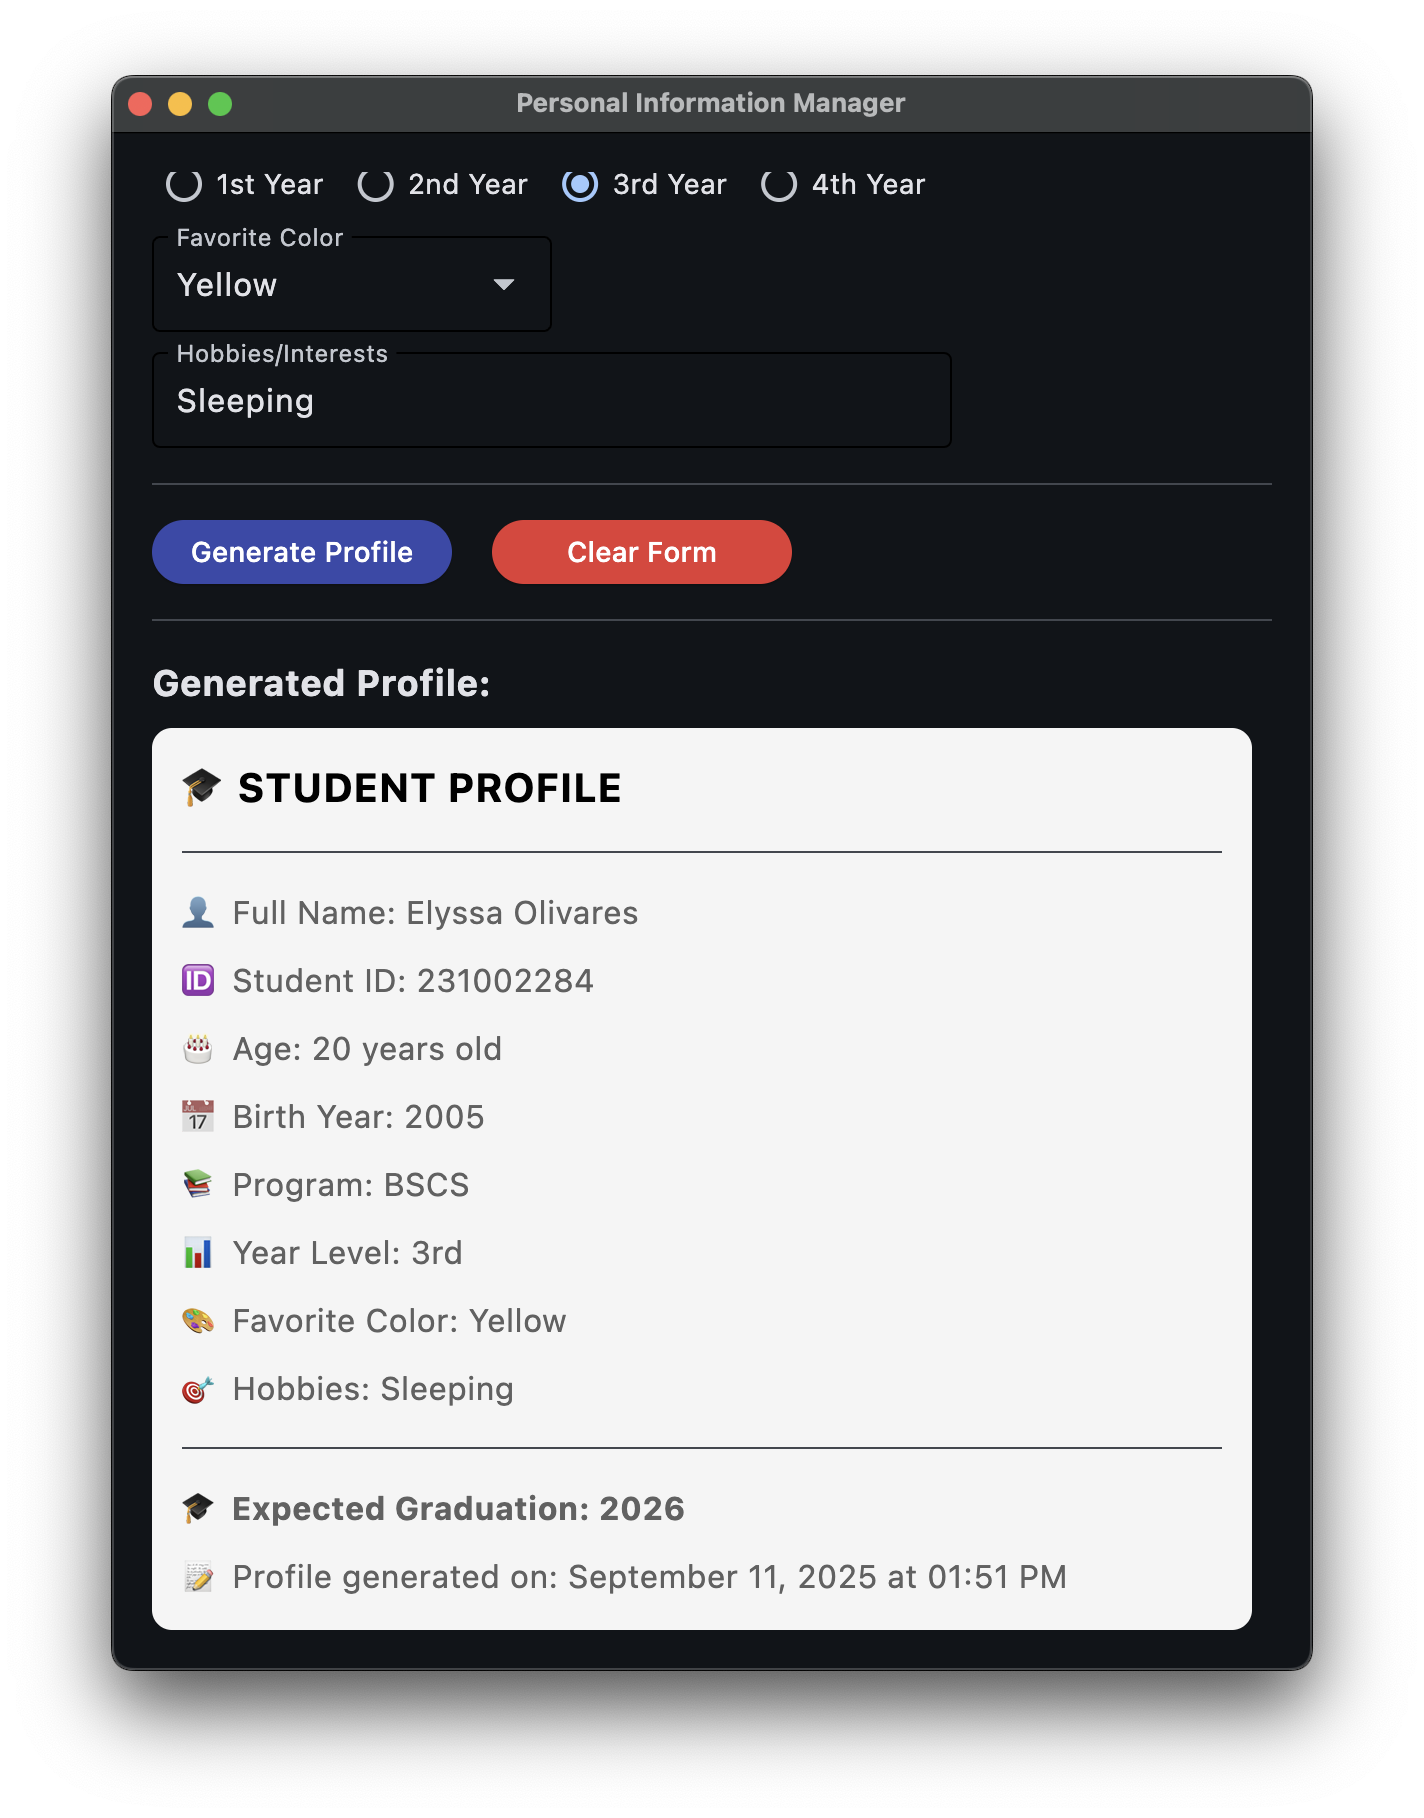 Personal Information Manager
1st Year 2nd Year 3rd Year 4th Year
Favorite Color
Yellow
Hobbies/Interests
Sleeping
Generate Profile Clear Form
Generated Profile:
🎓 STUDENT PROFILE
👤 Full Name: Elyssa Olivares
🆔 Student ID: 231002284
🎂 Age: 20 years old
📅 Birth Year: 2005
📚 Program: BSCS
📊 Year Level: 3rd
🎨 Favorite Color: Yellow
🎯 Hobbies: Sleeping
🎓 Expected Graduation: 2026
📝 Profile generated on: September 11, 2025 at 01:51 PM